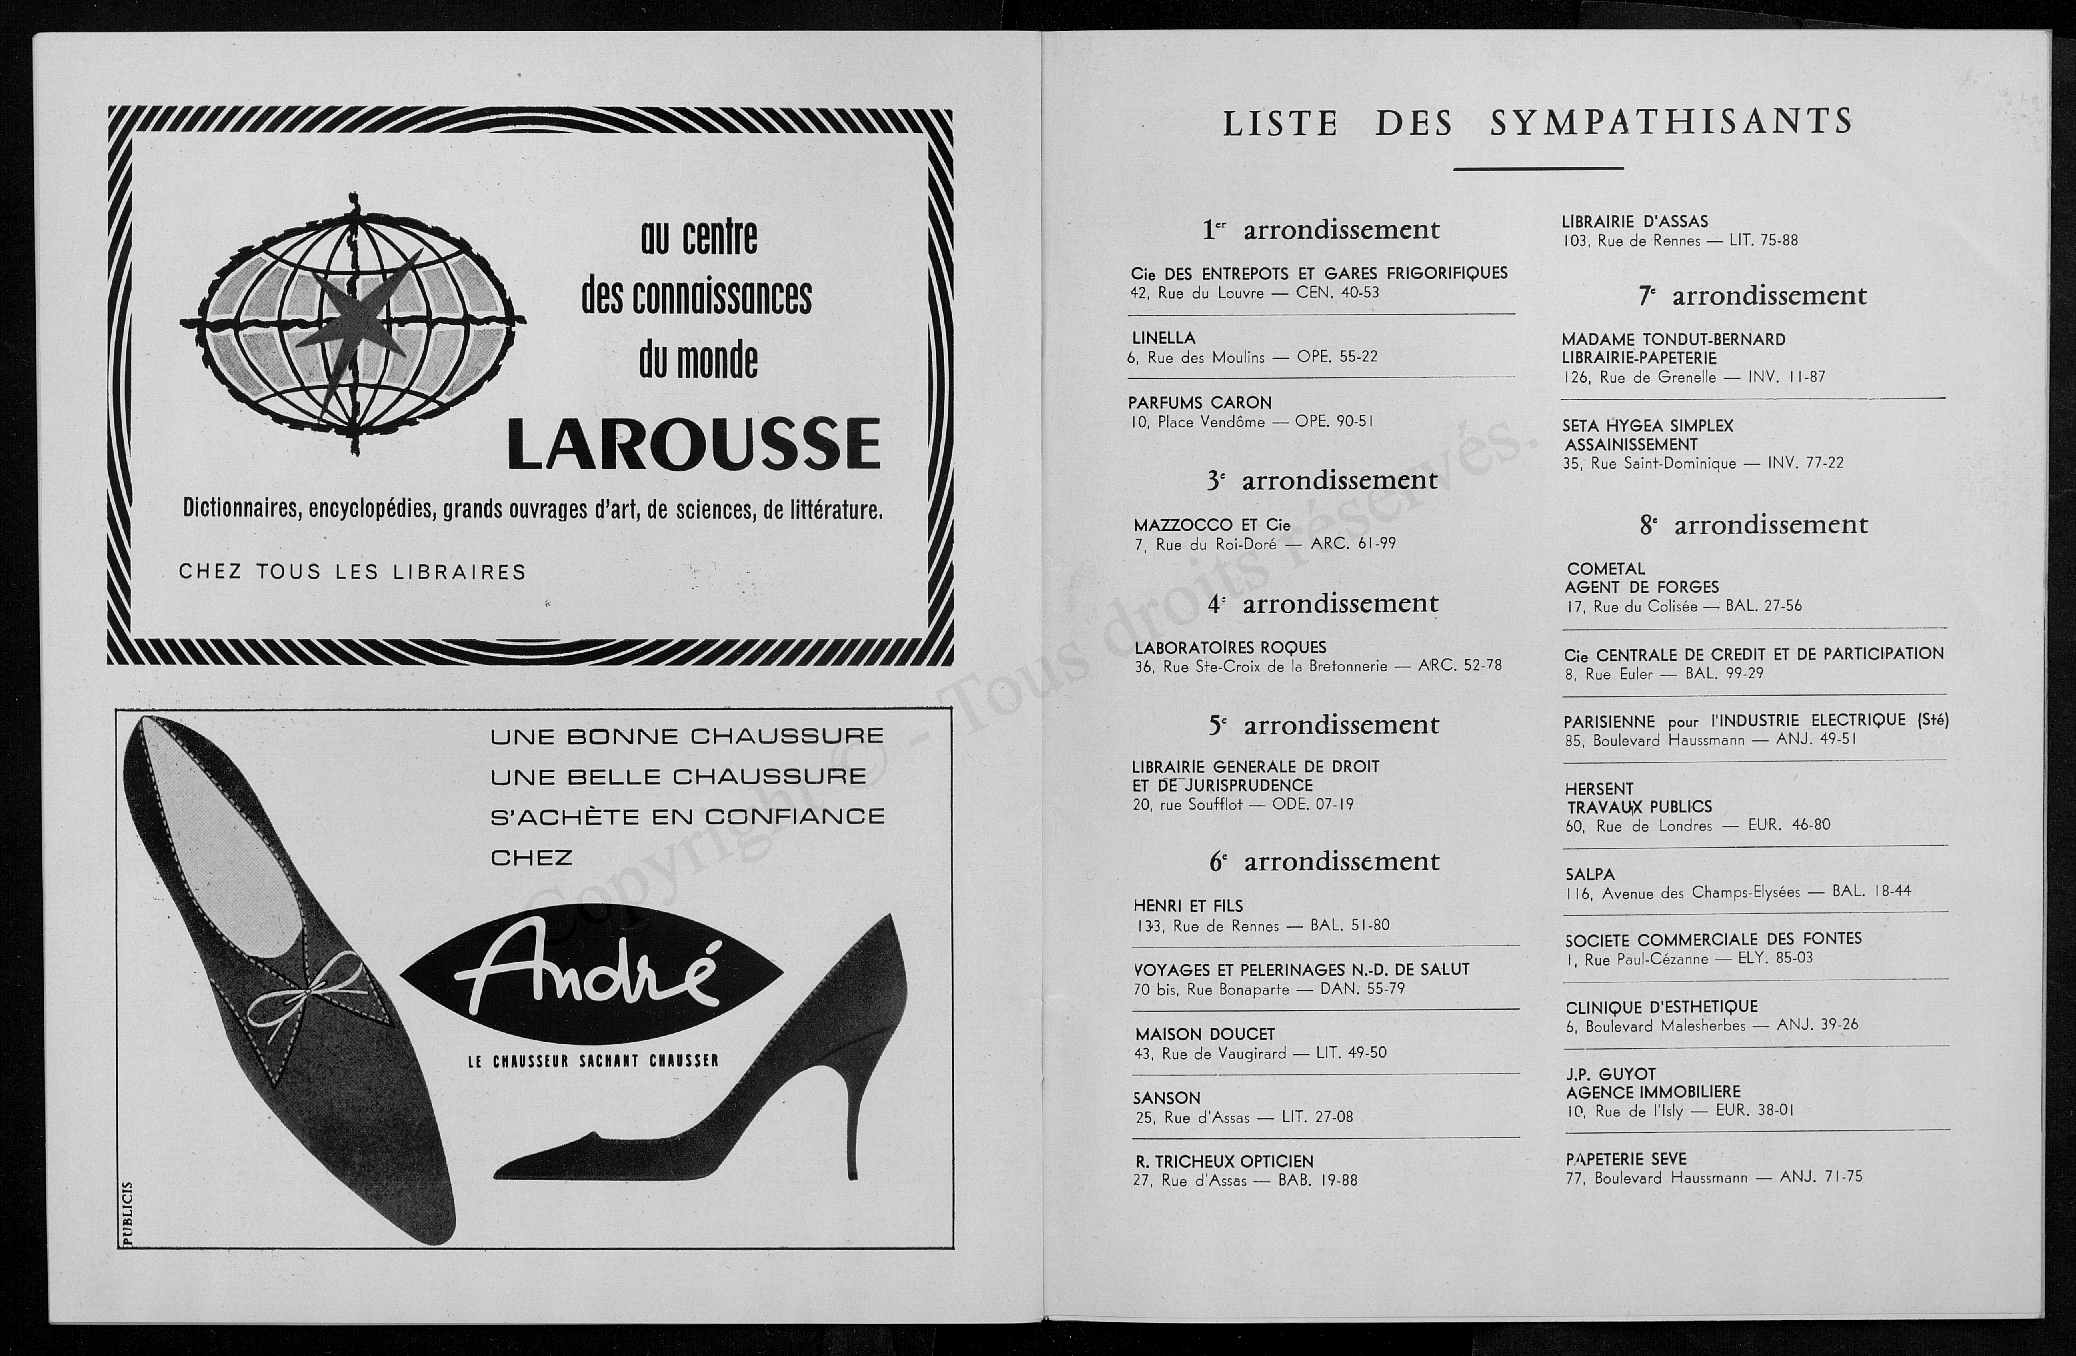 au centre
des connaissances
du monde
LAROUSSE
Dictionnaires, encyclopédies, grands ouvrages d'art, de sciences, de littérature.
CHEZ TOUS LES LIBRAIRES
UNE BONNE CHAUSSURE
UNE BELLE CHAUSSURE
S'ACHÈTE EN CONFIANCE
CHEZ
André
LE CHAUSSEUR SACHANT CHAUSSER
PUBLICIS
LISTE DES SYMPATHISANTS
1er arrondissement
Cie DES ENTREPOTS ET GARES FRIGORIFIQUES
42, Rue du Louvre — CEN. 40-53
LINELLA
6, Rue des Moulins — OPE. 55-22
PARFUMS CARON
10, Place Vendôme — OPE. 90-51
3e arrondissement
MAZZOCCO ET Cie
7, Rue du Roi-Doré — ARC. 61-99
4e arrondissement
LABORATOIRES ROQUES
36, Rue Ste-Croix de la Bretonnerie — ARC. 52-78
5e arrondissement
LIBRAIRIE GENERALE DE DROIT
ET DE JURISPRUDENCE
20, rue Soufflot — ODE. 07-19
6e arrondissement
HENRI ET FILS
133, Rue de Rennes — BAL. 51-80
VOYAGES ET PELERINAGES N.-D. DE SALUT
70 bis, Rue Bonaparte — DAN. 55-79
MAISON DOUCET
43, Rue de Vaugirard — LIT. 49-50
SANSON
25, Rue d'Assas — LIT. 27-08
R. TRICHEUX OPTICIEN
27, Rue d'Assas — BAB. 19-88
LIBRAIRIE D'ASSAS
103, Rue de Rennes — LIT. 75-88
7e arrondissement
MADAME TONDUT-BERNARD
LIBRAIRIE-PAPETERIE
126, Rue de Grenelle — INV. 11-87
SETA HYGEA SIMPLEX
ASSAINISSEMENT
35, Rue Saint-Dominique — INV. 77-22
8e arrondissement
COMETAL
AGENT DE FORGES
17, Rue du Colisée — BAL. 27-56
Cie CENTRALE DE CREDIT ET DE PARTICIPATION
8, Rue Euler — BAL. 99-29
PARISIENNE pour l'INDUSTRIE ELECTRIQUE (Sté)
85, Boulevard Haussmann — ANJ. 49-51
HERSENT
TRAVAUX PUBLICS
60, Rue de Londres — EUR. 46-80
SALPA
116, Avenue des Champs-Elysées — BAL. 18-44
SOCIETE COMMERCIALE DES FONTES
1, Rue Paul-Cézanne — ELY. 85-03
CLINIQUE D'ESTHETIQUE
6, Boulevard Malesherbes — ANJ. 39-26
J.P. GUYOT
AGENCE IMMOBILIERE
10, Rue de l'Isly — EUR. 38-01
PAPETERIE SEVE
77, Boulevard Haussmann — ANJ. 71-75
Copyright © - Tous droits réservés.